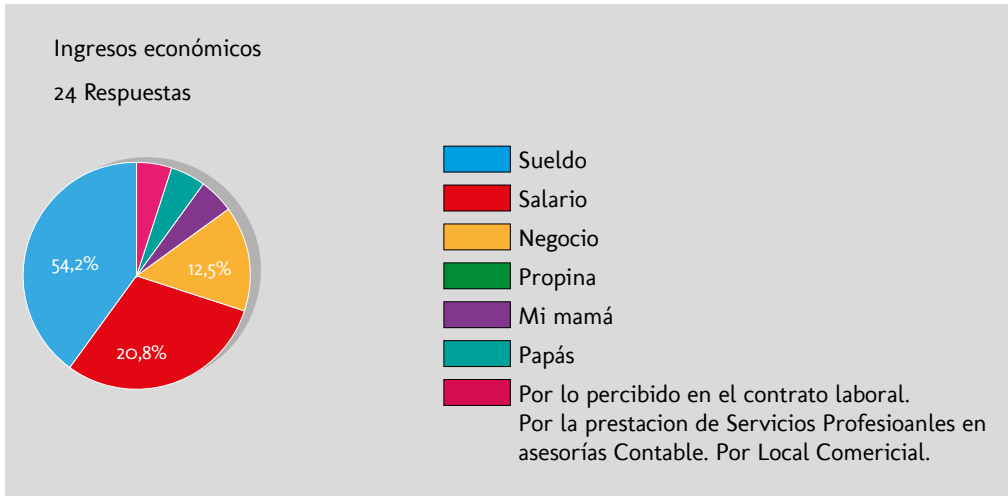 Ingresos económicos
24 Respuestas
54,2%
12,5%
20,8%
Sueldo
Salario
Negocio
Propina
Mi mamá
Papás
Por lo percibido en el contrato laboral.
Por la prestacion de Servicios Profesioanles en
asesorías Contable. Por Local Comericial.